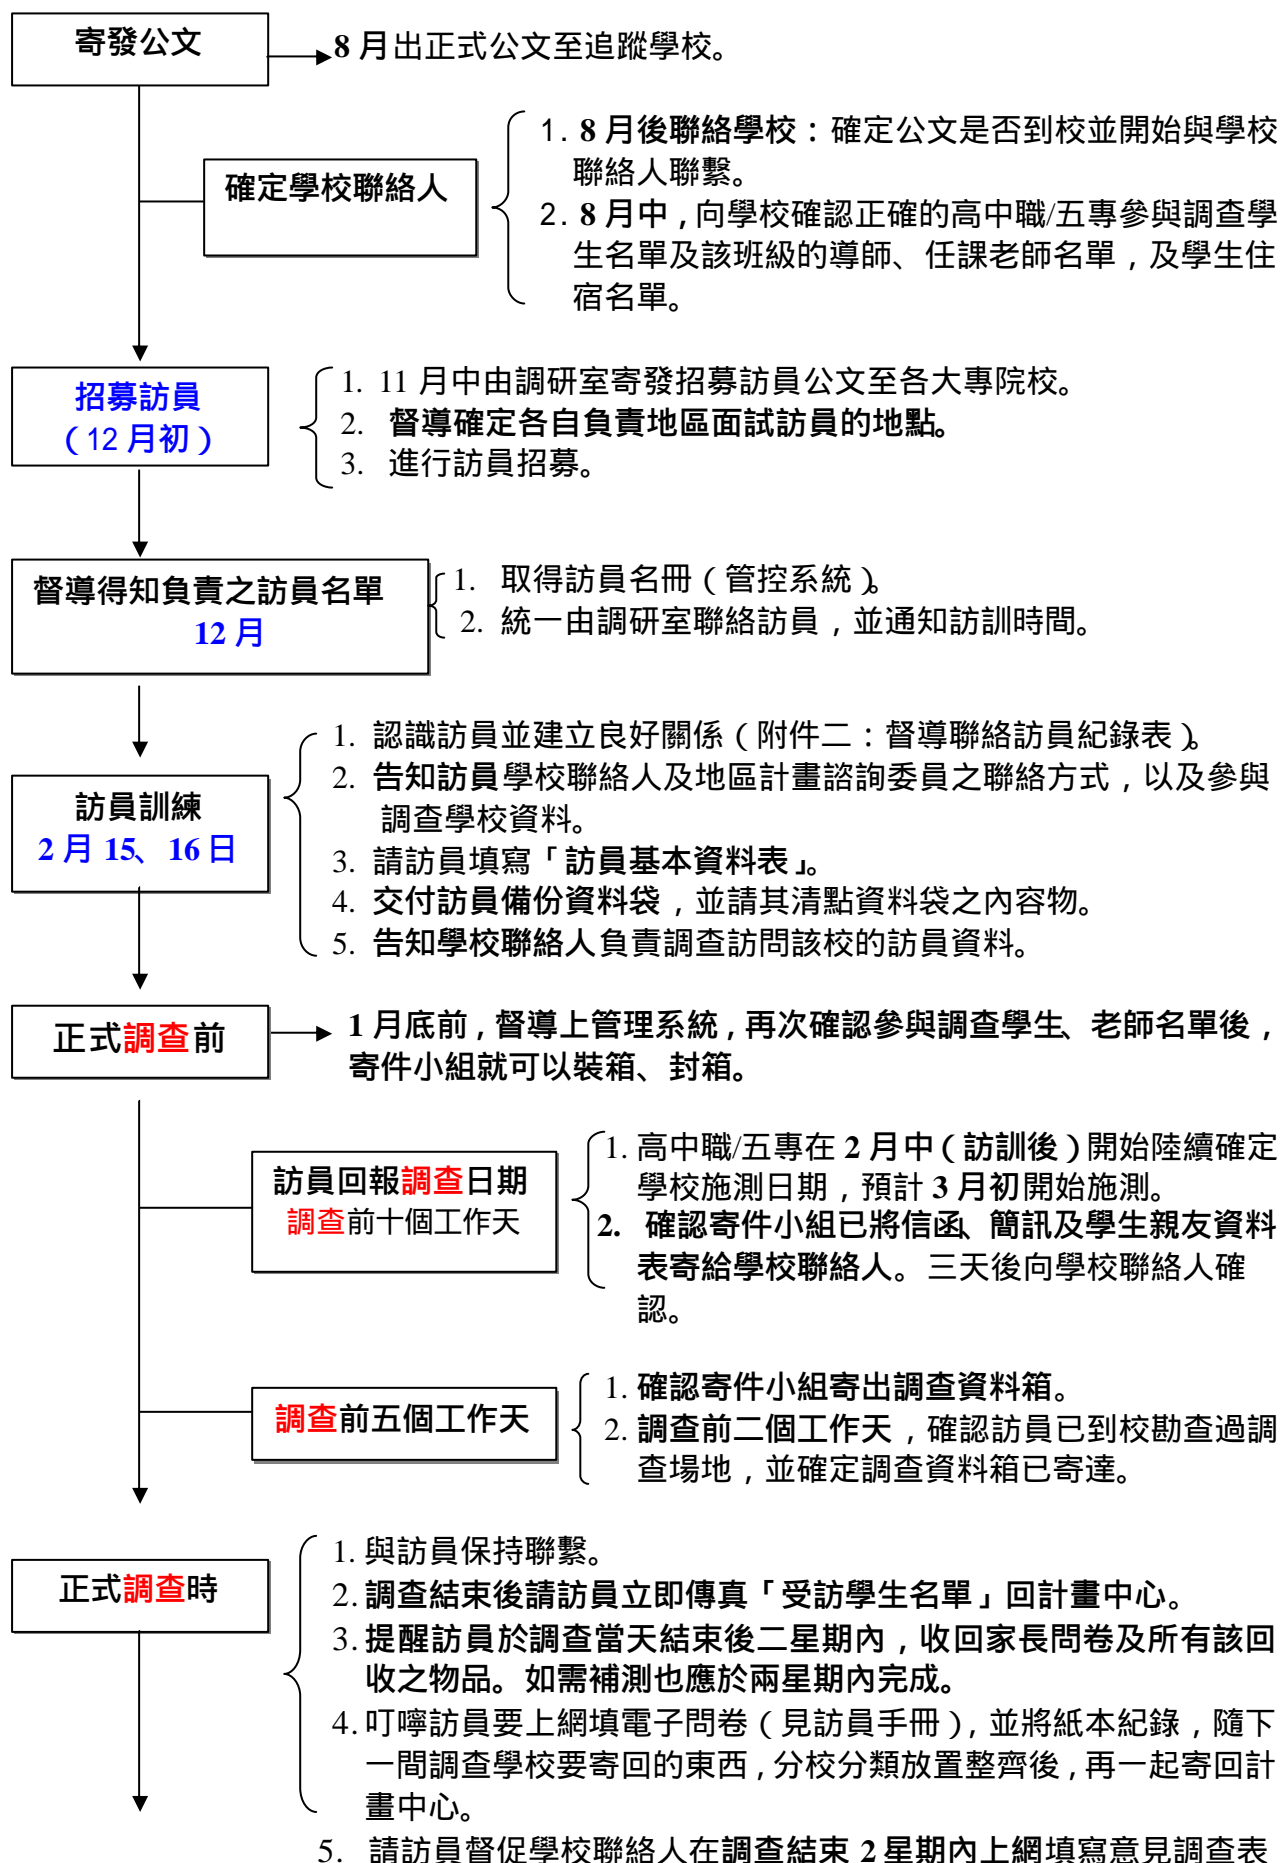 寄發公文
8 月出正式公文至追蹤學校。
1. 8 月後聯絡學校：確定公文是否到校並開始與學校
聯絡人聯繫。
確定學校聯絡人
2. 8 月中，向學校確認正確的高中職/五專參與調查學
生名單及該班級的導師、任課老師名單，及學生住
宿名單。
招募訪員
（12 月初）
1. 11 月中由調研室寄發招募訪員公文至各大專院校。
2. 督導確定各自負責地區面試訪員的地點。
3. 進行訪員招募。
督導得知負責之訪員名單
12 月
1. 取得訪員名冊（管控系統）。
2. 統一由調研室聯絡訪員，並通知訪訓時間。
訪員訓練
2 月 15、16 日
1. 認識訪員並建立良好關係（附件二：督導聯絡訪員紀錄表）。
2. 告知訪員學校聯絡人及地區計畫諮詢委員之聯絡方式，以及參與
調查學校資料。
3. 請訪員填寫「訪員基本資料表」。
4. 交付訪員備份資料袋，並請其清點資料袋之內容物。
5. 告知學校聯絡人負責調查訪問該校的訪員資料。
正式調查前
1 月底前，督導上管理系統，再次確認參與調查學生、老師名單後，
寄件小組就可以裝箱、封箱。
訪員回報調查日期
調查前十個工作天
1. 高中職/五專在 2 月中（訪訓後）開始陸續確定
學校施測日期，預計 3 月初開始施測。
2. 確認寄件小組已將信函、簡訊及學生親友資料
表寄給學校聯絡人。三天後向學校聯絡人確
認。
調查前五個工作天
1. 確認寄件小組寄出調查資料箱。
2. 調查前二個工作天，確認訪員已到校勘查過調
查場地，並確定調查資料箱已寄達。
正式調查時
1. 與訪員保持聯繫。
2. 調查結束後請訪員立即傳真「受訪學生名單」回計畫中心。
3. 提醒訪員於調查當天結束後二星期內，收回家長問卷及所有該回
收之物品。如需補測也應於兩星期內完成。
4. 叮嚀訪員要上網填電子問卷（見訪員手冊），並將紙本紀錄，隨下
一間調查學校要寄回的東西，分校分類放置整齊後，再一起寄回計
畫中心。
5. 請訪員督促學校聯絡人在調查結束 2 星期內上網填寫意見調查表